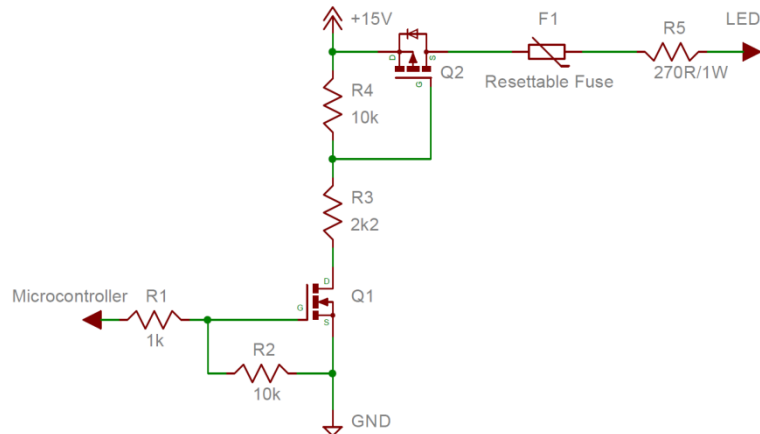 +15V
F1
R5
LED
D
S
G
Q2
Resettable Fuse
270R/1W
R4
10k
R3
2k2
Microcontroller
R1
1k
D
G
S
Q1
R2
10k
GND